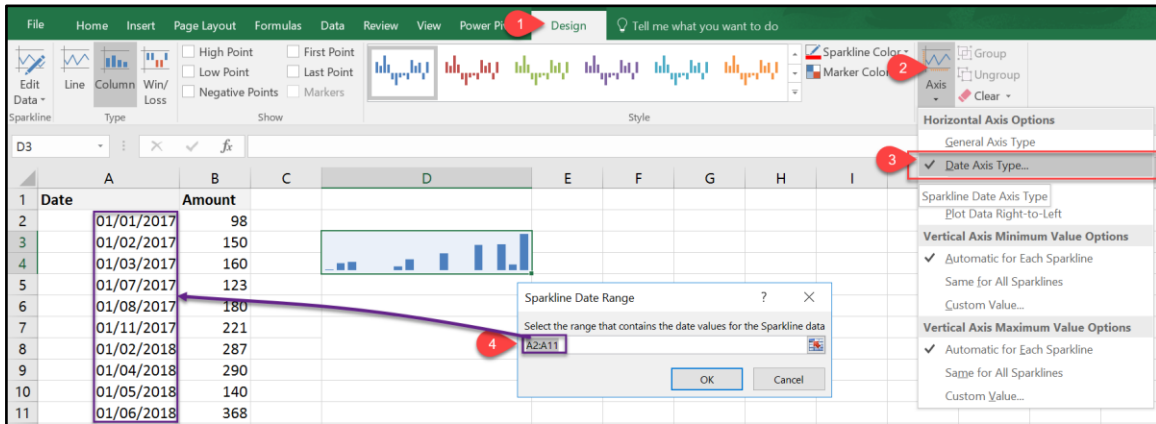 File Home Insert Page Layout Formulas Data Review View Power Pi 1 Design Tell me what you want to do
Edit Data
Line
Column
Win/ Loss
High Point
Low Point
Negative Points
First Point
Last Point
Markers
Sparkline Color
Marker Color
2
Axis
Group
Ungroup
Clear
Sparkline Type Show Style
D3 fx
A B C D E F G H I
1 Date Amount
2 01/01/2017 98
3 01/02/2017 150
4 01/03/2017 160
5 01/07/2017 123
6 01/08/2017 180
7 01/11/2017 221
8 01/02/2018 287
9 01/04/2018 290
10 01/05/2018 140
11 01/06/2018 368
Sparkline Date Range ?
Select the range that contains the date values for the Sparkline data
4 A2:A11
OK Cancel
Horizontal Axis Options
General Axis Type
3 Date Axis Type...
Sparkline Date Axis Type
Plot Data Right-to-Left
Vertical Axis Minimum Value Options
Automatic for Each Sparkline
Same for All Sparklines
Custom Value...
Vertical Axis Maximum Value Options
Automatic for Each Sparkline
Same for All Sparklines
Custom Value...